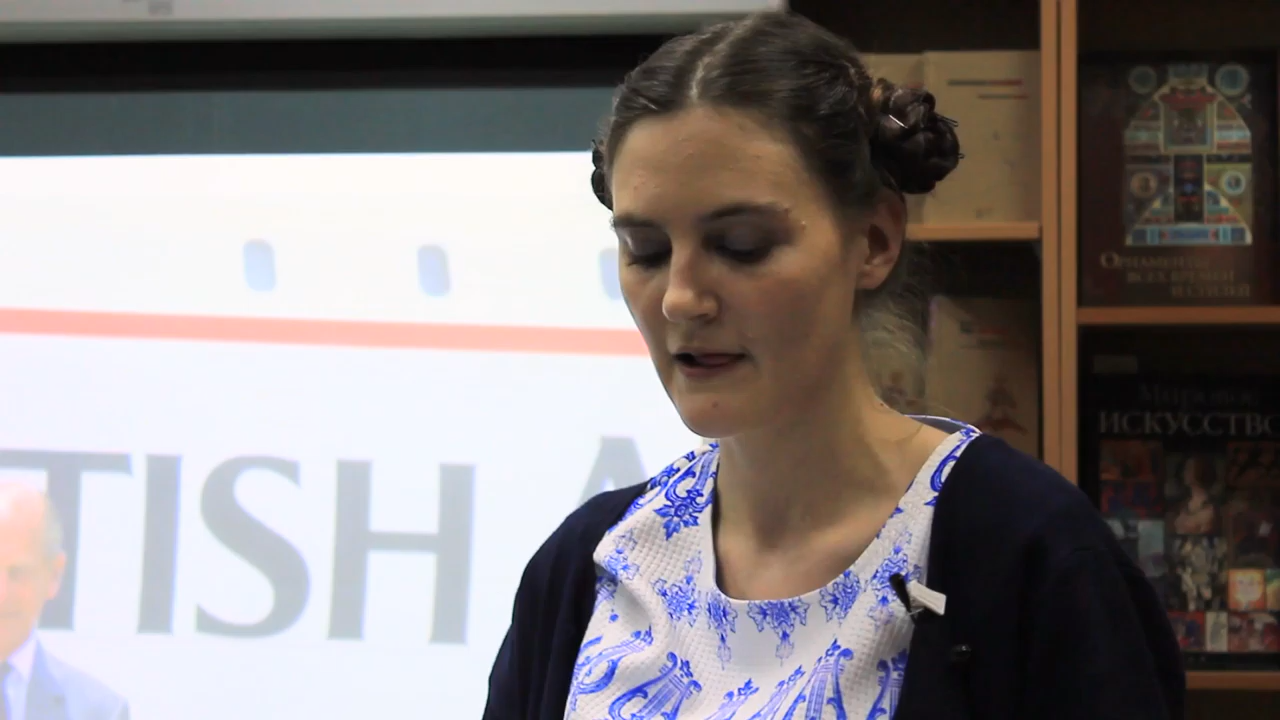 TISH A
ОРНАМЕНТЫ
ВСЕХ ВРЕМЕН
И СТИЛЕЙ
МИРОВОЕ
ИСКУССТВО